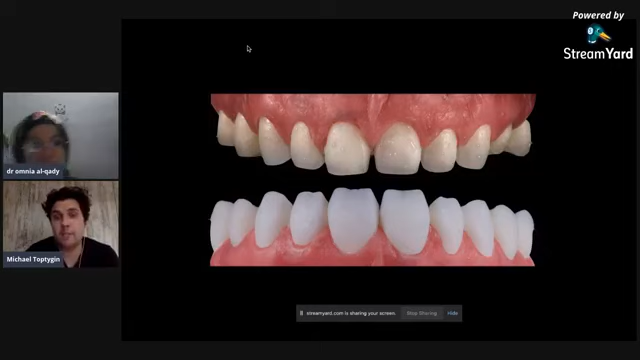 Powered by
StreamYard
dr omnia al-qady
Michael Toptygin
streamyard.com is sharing your screen.
Stop Sharing
Hide